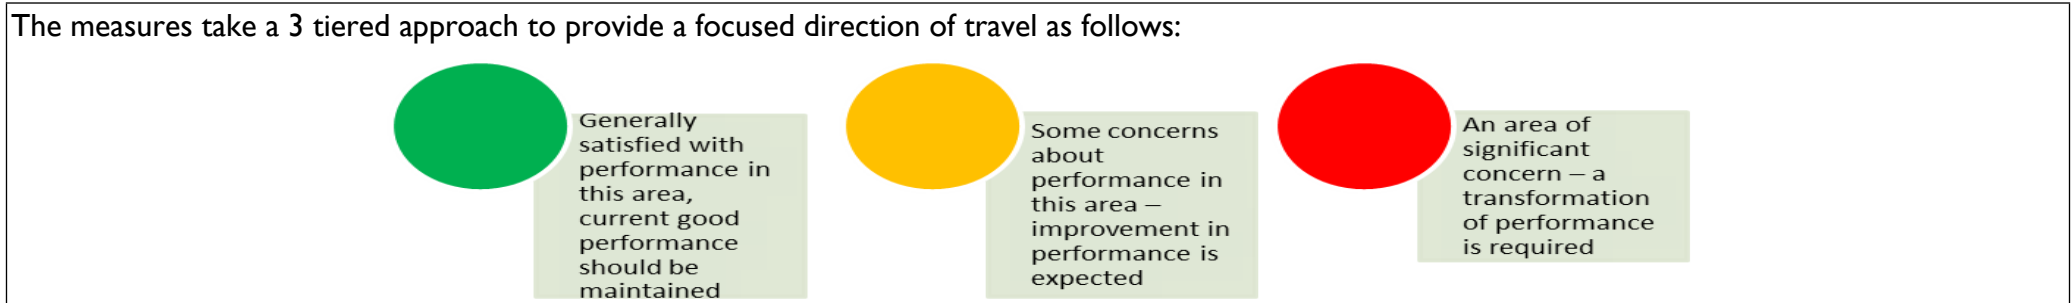 The measures take a 3 tiered approach to provide a focused direction of travel as follows:
Generally
satisfied with
performance in
this area,
current good
performance
should be
maintained
Some concerns
about
performance in
this area –
improvement in
performance is
expected
An area of
significant
concern – a
transformation
of performance
is required